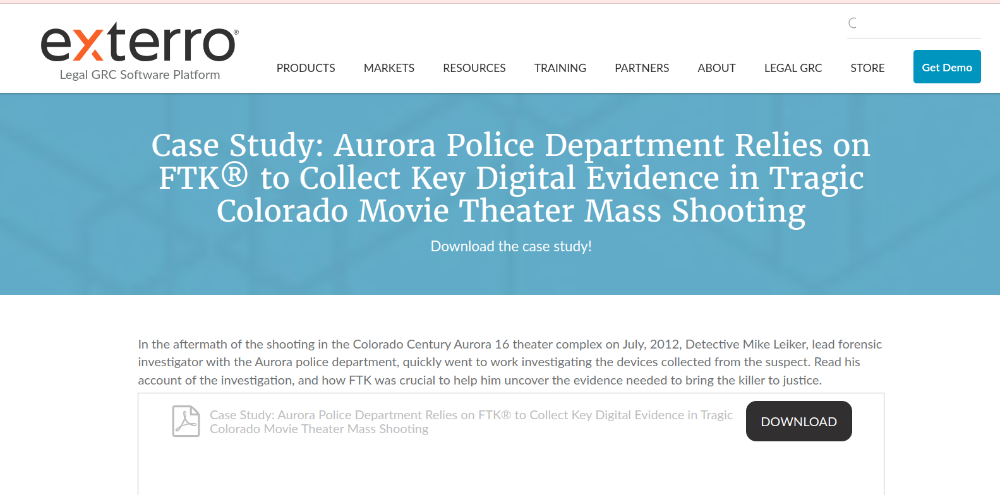 exterro®
Legal GRC Software Platform
PRODUCTS MARKETS RESOURCES TRAINING PARTNERS ABOUT LEGAL GRC STORE Get Demo
Case Study: Aurora Police Department Relies on
FTK® to Collect Key Digital Evidence in Tragic
Colorado Movie Theater Mass Shooting
Download the case study!
In the aftermath of the shooting in the Colorado Century Aurora 16 theater complex on July, 2012, Detective Mike Leiker, lead forensic
investigator with the Aurora police department, quickly went to work investigating the devices collected from the suspect. Read his
account of the investigation, and how FTK was crucial to help him uncover the evidence needed to bring the killer to justice.
Case Study: Aurora Police Department Relies on FTK® to Collect Key Digital Evidence in Tragic
Colorado Movie Theater Mass Shooting
DOWNLOAD